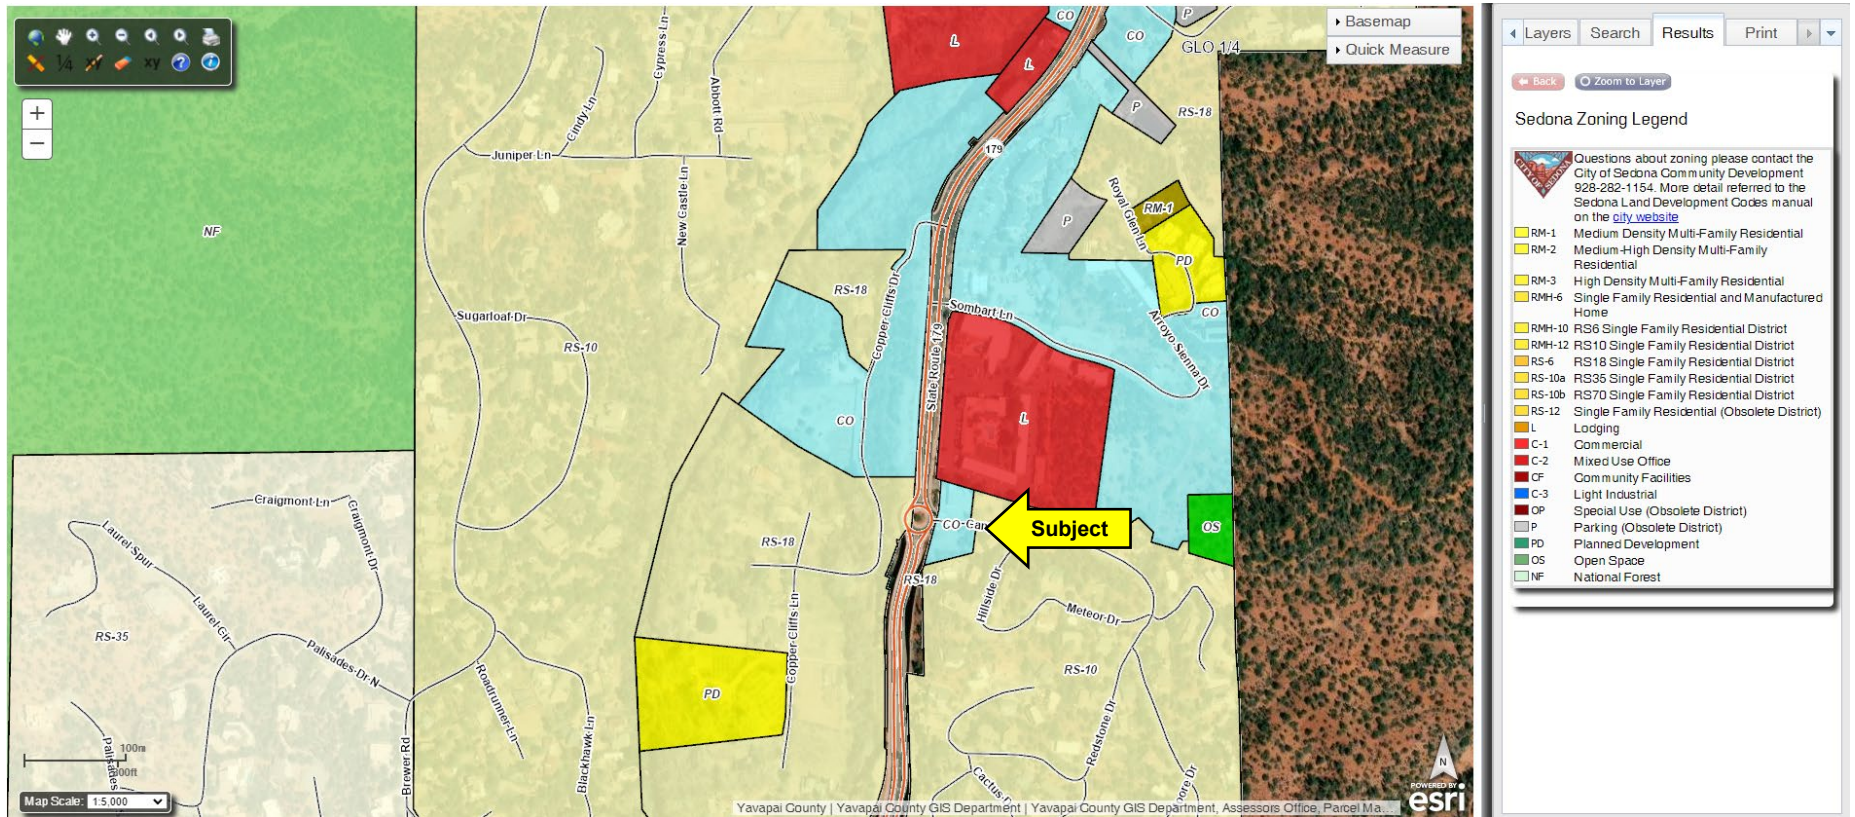 Basemap
Quick Measure
+
−
Layers
Search
Results
Print
Back
Zoom to Layer
Sedona Zoning Legend
CITY OF SEDONA
Questions about zoning please contact the
City of Sedona Community Development
928-282-1154. More detail referred to the
Sedona Land Development Codes manual
on the city website
RM-1 Medium Density Multi-Family Residential
RM-2 Medium-High Density Multi-Family
Residential
RM-3 High Density Multi-Family Residential
RMH-6 Single Family Residential and Manufactured
Home
RMH-10 RS6 Single Family Residential District
RMH-12 RS10 Single Family Residential District
RS-6 RS18 Single Family Residential District
RS-10a RS35 Single Family Residential District
RS-10b RS70 Single Family Residential District
RS-12 Single Family Residential (Obsolete District)
L Lodging
C-1 Commercial
C-2 Mixed Use Office
CF Community Facilities
C-3 Light Industrial
OP Special Use (Obsolete District)
P Parking (Obsolete District)
PD Planned Development
OS Open Space
NF National Forest
1/4
xy
xy
?
i
CO
P
CO
GLO 1/4
L
L
Cypress Ln
Abbott Rd
Cindy Ln
P
RS-18
Juniper Ln
179
New Castle Ln
Royal Glen Ln
RM-1
P
NF
PD
Copper Cliffs Dr
RS-18
Sombart Ln
CO
Sugarloaf Dr
Arroyo Sienna Dr
RS-10
State Route 179
CO
L
Craigmont Ln
Craigmont Dr
Laurel Spur
CO
Subject
OS
RS-18
RS-18
Hillside Dr
Meteor Dr
Laurel Cir
Copper Cliffs Ln
RS-35
Palisades Dr N
RS-10
Roadrunner Ln
PD
Redstone Dr
Brewer Rd
Blackhawk Ln
Palisades
100m
300ft
Cactus D
N
POWERED BY
esri
Map Scale: 1:5,000
Yavapai County | Yavapai County GIS Department | Yavapai County GIS Department, Assessors Office, Parcel Ma...